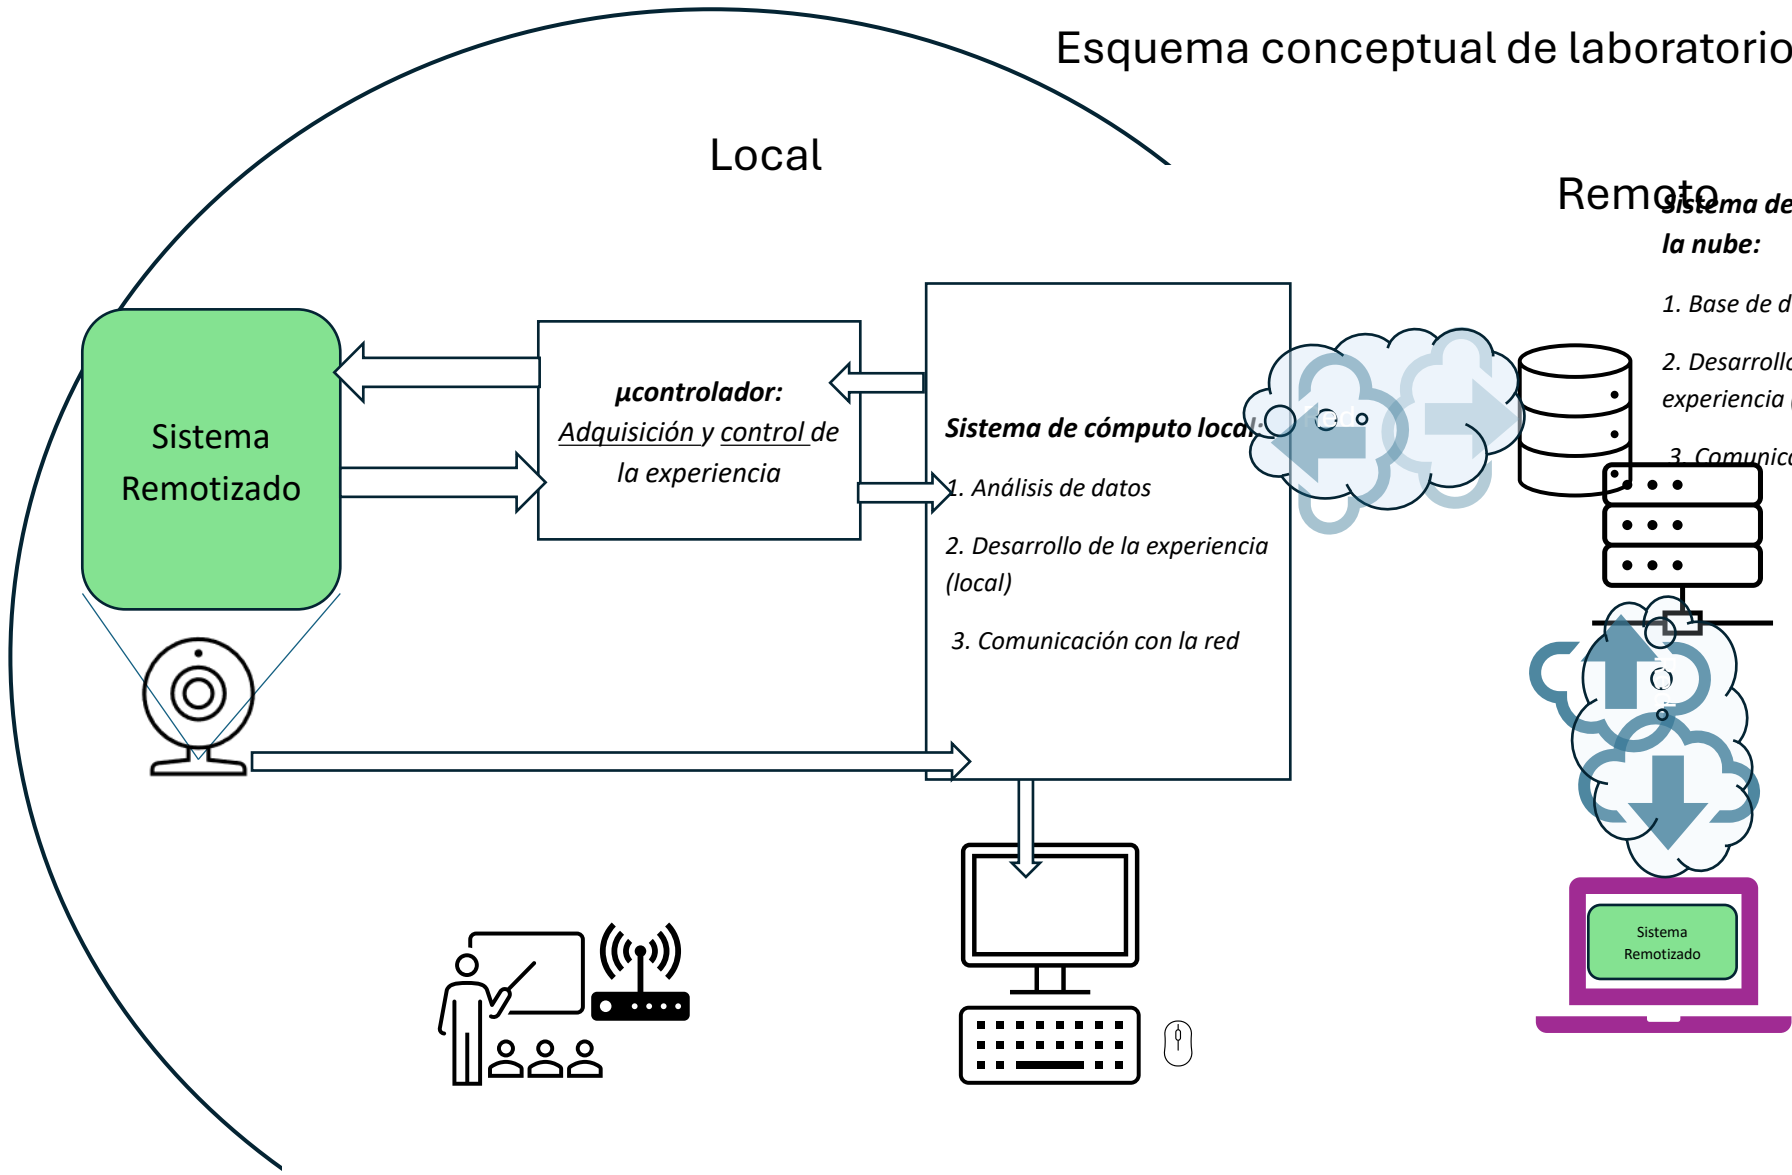 Esquema conceptual de laboratorio
Local
Remoto
Sistema de
la nube:
1. Base de d
2. Desarrollo
experiencia (
3. Comunica
Sistema
Remotizado
µcontrolador:
Adquisición y control de
la experiencia
Sistema de cómputo local:
1. Análisis de datos
2. Desarrollo de la experiencia
(local)
3. Comunicación con la red
Sistema
Remotizado